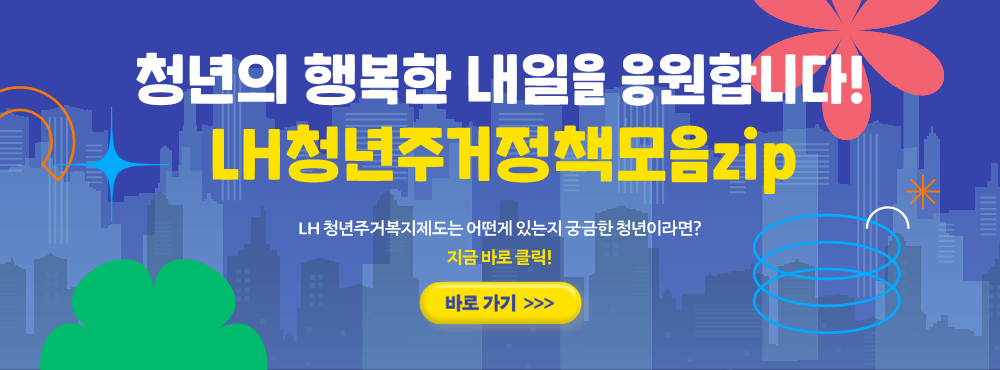 청년의 행복한 내일을 응원합니다!
LH청년주거정책모음zip
LH 청년주거복지제도는 어떤게 있는지 궁금한 청년이라면?
지금 바로 클릭!
바로 가기 >>>